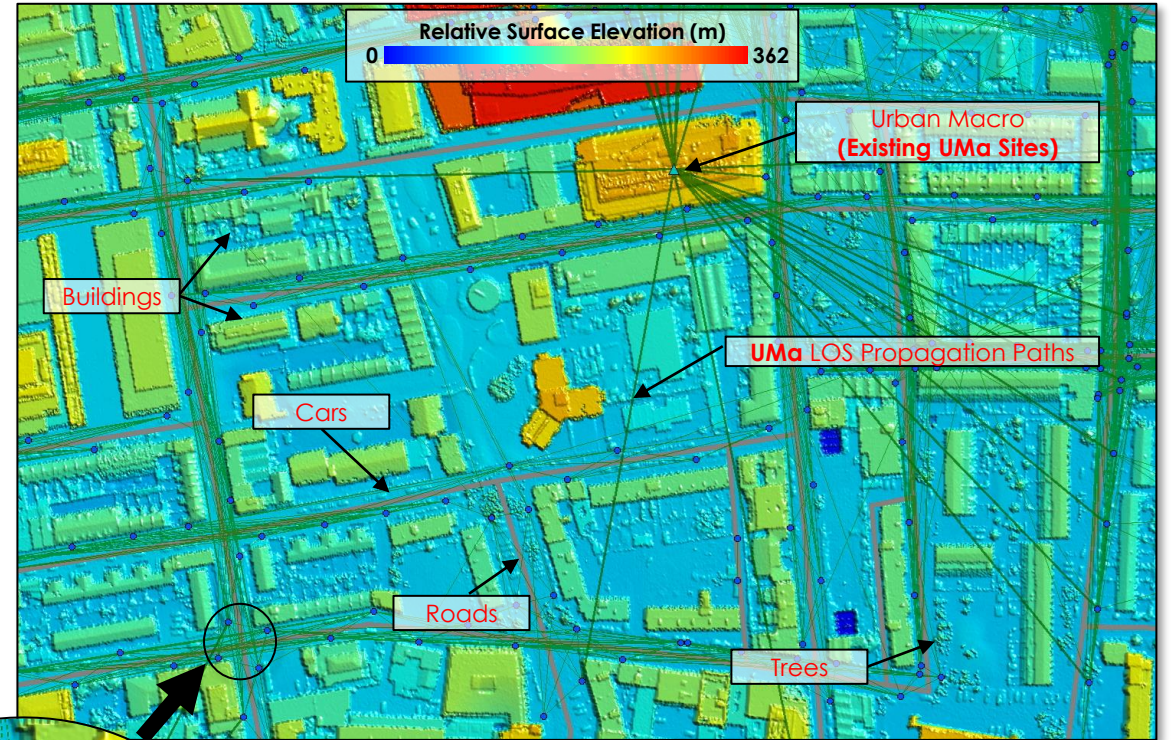 Relative Surface Elevation (m)
0 362
Urban Macro
(Existing UMa Sites)
Buildings
UMa LOS Propagation Paths
Cars
Roads
Trees